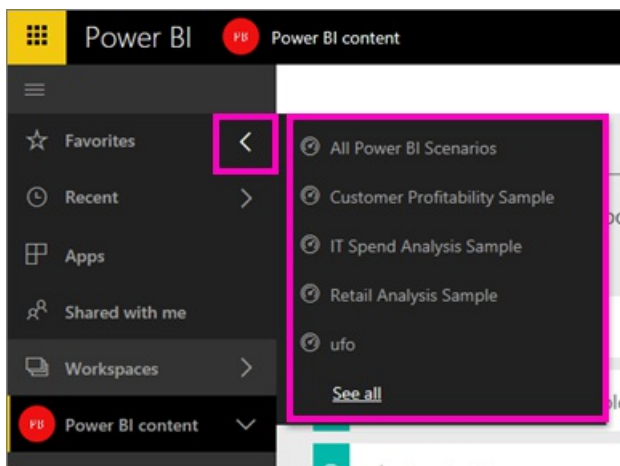 Power BI
PB
Power BI content
Favorites
Recent
Apps
Shared with me
Workspaces
PB
Power BI content
All Power BI Scenarios
Customer Profitability Sample
IT Spend Analysis Sample
Retail Analysis Sample
ufo
See all